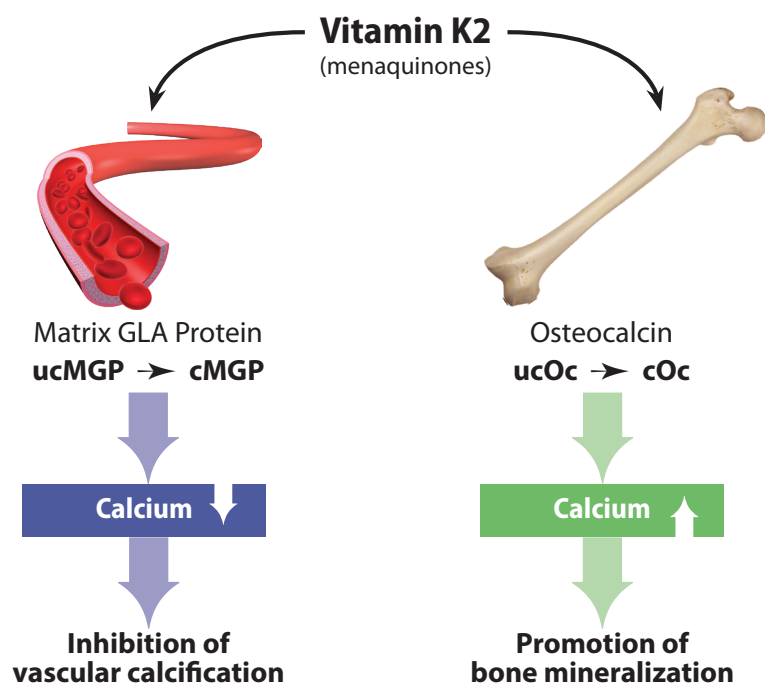 Vitamin K2
(menaquinones)
Matrix GLA Protein
ucMGP → cMGP
Calcium
Inhibition of
vascular calcification
Osteocalcin
ucOc → cOc
Calcium
Promotion of
bone mineralization